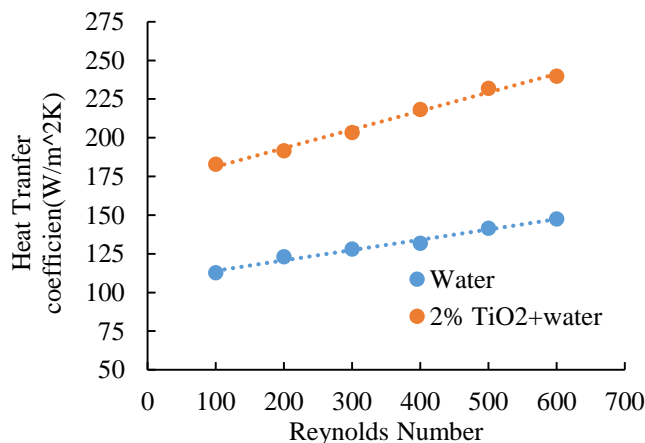 275
250
225
200
175
150
125
100
75
50
Heat Tranfer
coefficien(W/m^2K)
Water
2% TiO2+water
0 100 200 300 400 500 600 700
Reynolds Number